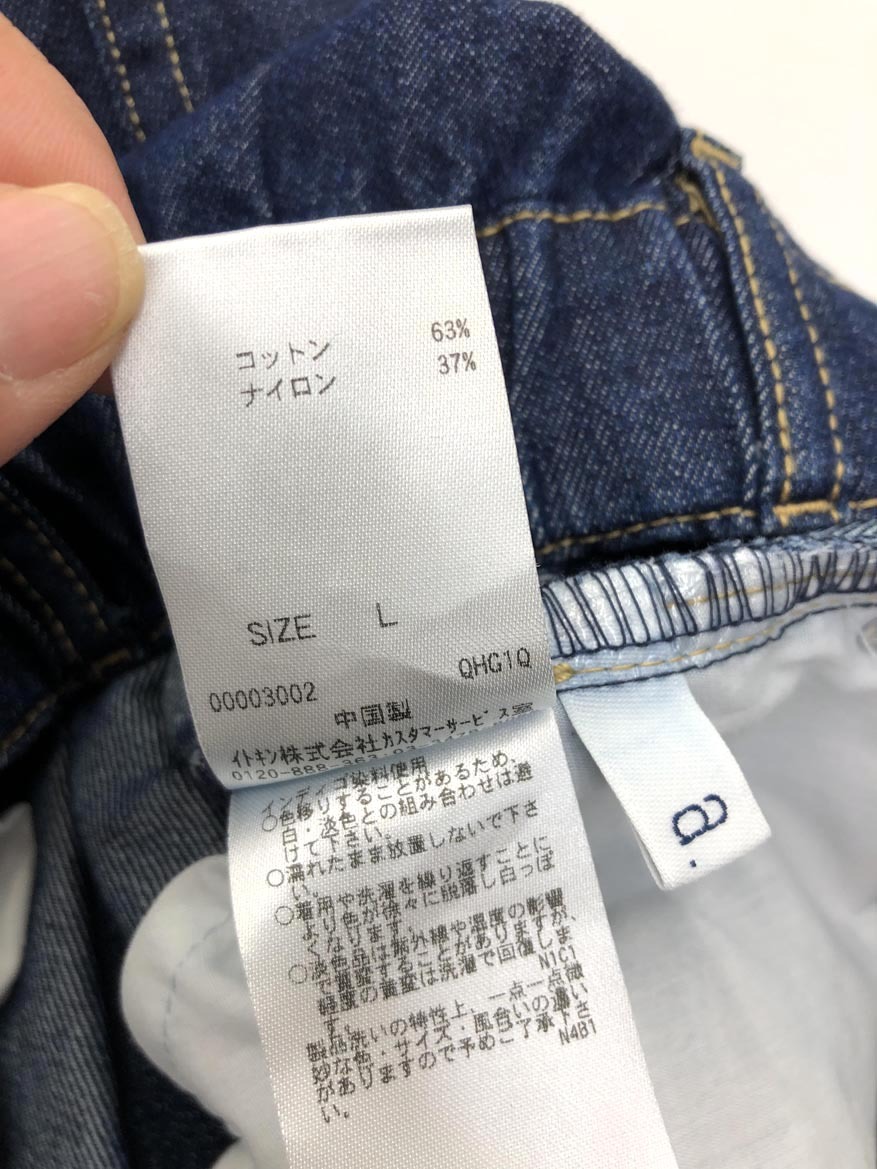 コットン 63%
ナイロン 37%
SIZE L
00003002 QHG1Q
中国製
イトキン株式会社カスタマーサービス室
0120-888-363
インディゴ染料使用
○色移りすることがあるため、
白・淡色との組み合わせは避
けて下さい。
○濡れたまま放置しないで下さ
い。
○着用や洗濯を繰り返すことに
より色が徐々に脱落し白っぽ
くなります。
○淡色品は紫外線や湿度の影響
で黄変することがありますが、
軽度の黄変は洗濯で回復しま
す。 N1C1
製品洗いの特性上、一点一点微
妙な色・サイズ・風合いの違い
がありますので予めご了承下さ
い。 N4B1
a.